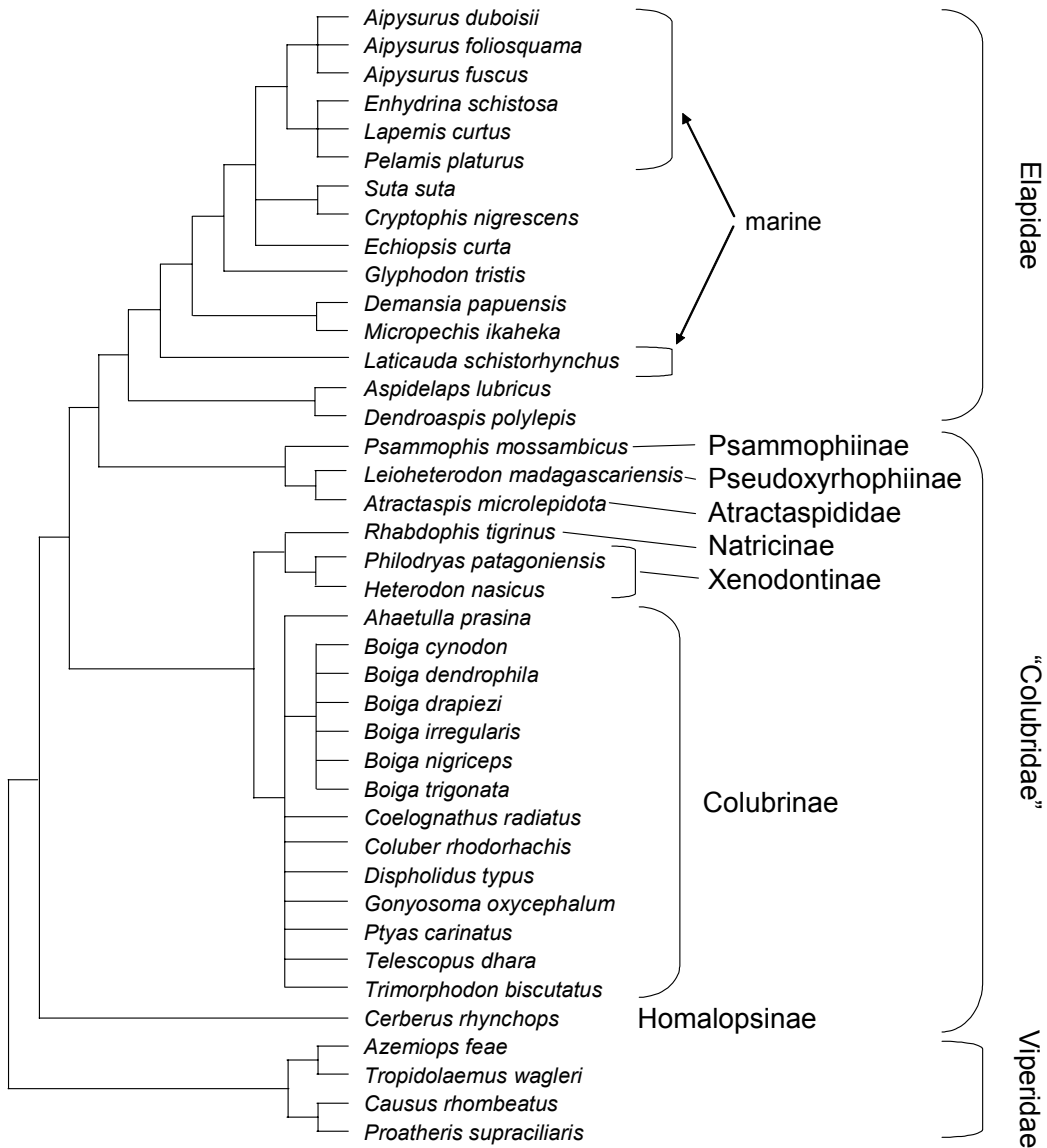 Aipysurus duboisii
Aipysurus foliosquama
Aipysurus fuscus
Enhydrina schistosa
Lapemis curtus
Pelamis platurus
Suta suta
Cryptophis nigrescens
Echiopsis curta
Glyphodon tristis
Demansia papuensis
Micropechis ikaheka
Laticauda schistorhynchus
Aspidelaps lubricus
Dendroaspis polylepis
Psammophis mossambicus
Leioheterodon madagascariensis
Atractaspis microlepidota
Rhabdophis tigrinus
Philodryas patagoniensis
Heterodon nasicus
Ahaetulla prasina
Boiga cynodon
Boiga dendrophila
Boiga drapiezi
Boiga irregularis
Boiga nigriceps
Boiga trigonata
Coelognathus radiatus
Coluber rhodorhachis
Dispholidus typus
Gonyosoma oxycephalum
Ptyas carinatus
Telescopus dhara
Trimorphodon biscutatus
Cerberus rhynchops
Azemiops feae
Tropidolaemus wagleri
Causus rhombeatus
Proatheris supraciliaris
marine
Psammophiinae
Pseudoxyrhophiinae
Atractaspididae
Natricinae
Xenodontinae
Colubrinae
Homalopsinae
Elapidae
“Colubridae”
Viperidae